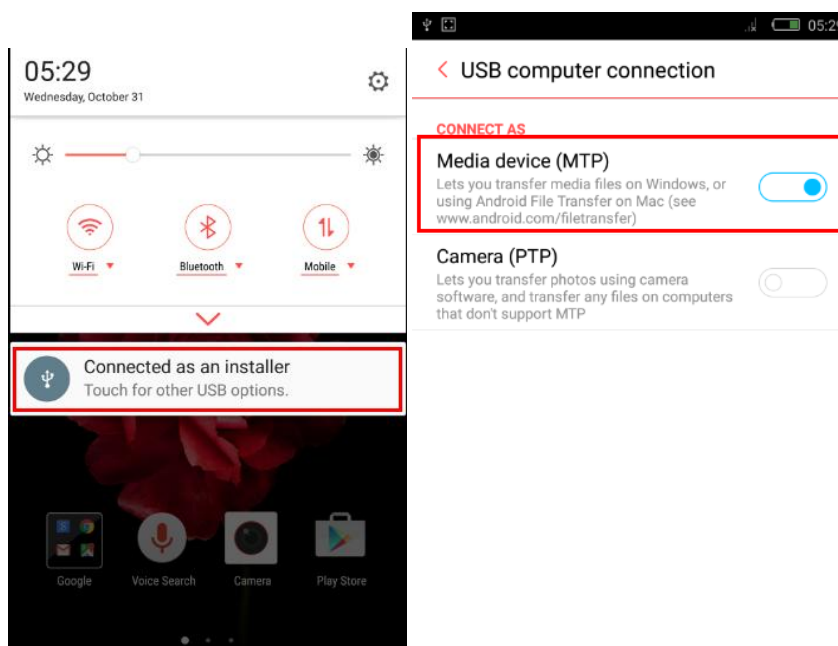 05:29
Wednesday, October 31
Wi-Fi
Bluetooth
Mobile
Connected as an installer
Touch for other USB options.
Google
Voice Search
Camera
Play Store
05:29
USB computer connection
CONNECT AS
Media device (MTP)
Lets you transfer media files on Windows, or
using Android File Transfer on Mac (see
www.android.com/filetransfer)
Camera (PTP)
Lets you transfer photos using camera
software, and transfer any files on computers
that don't support MTP